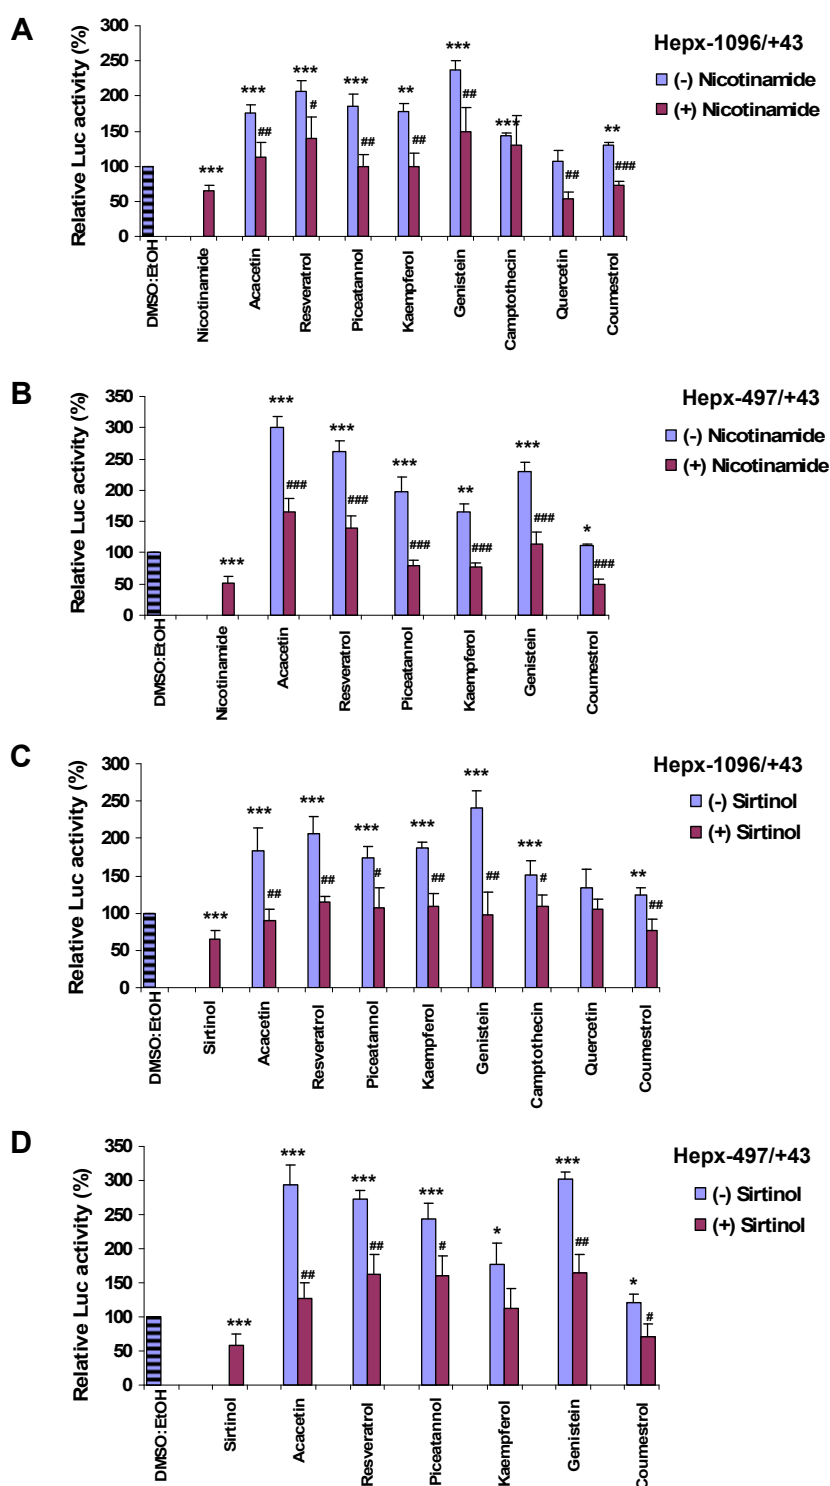 A
Relative Luc activity (%)
300
250
200
150
100
50
0
*** *** *** ** *** *** **
*** ## # ## ## ## ## ###
DMSO:EtOH
Nicotinamide
Acacetin
Resveratrol
Piceatannol
Kaempferol
Genistein
Camptothecin
Quercetin
Coumestrol
Hepx-1096/+43
(-) Nicotinamide
(+) Nicotinamide
B
Relative Luc activity (%)
350
300
250
200
150
100
50
0
*** *** *** ** *** *
*** ### ### ### ### ### ###
DMSO:EtOH
Nicotinamide
Acacetin
Resveratrol
Piceatannol
Kaempferol
Genistein
Coumestrol
Hepx-497/+43
(-) Nicotinamide
(+) Nicotinamide
C
Relative Luc activity (%)
300
250
200
150
100
50
0
*** *** *** *** *** *** **
*** ## ## # ## ## # ##
DMSO:EtOH
Sirtinol
Acacetin
Resveratrol
Piceatannol
Kaempferol
Genistein
Camptothecin
Quercetin
Coumestrol
Hepx-1096/+43
(-) Sirtinol
(+) Sirtinol
D
Relative Luc activity (%)
350
300
250
200
150
100
50
0
*** *** *** * *** *
*** ## ## # ## #
DMSO:EtOH
Sirtinol
Acacetin
Resveratrol
Piceatannol
Kaempferol
Genistein
Coumestrol
Hepx-497/+43
(-) Sirtinol
(+) Sirtinol